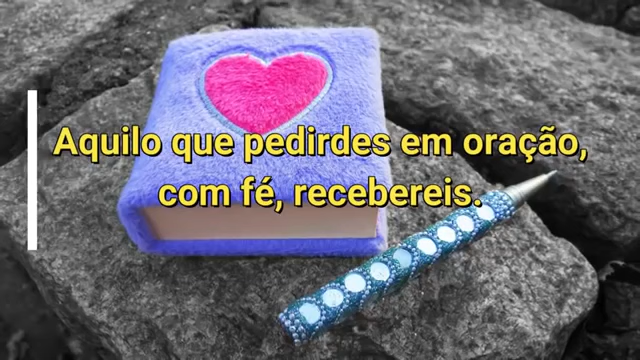 Aquilo que pedirdes em oração,
com fé, recebereis.